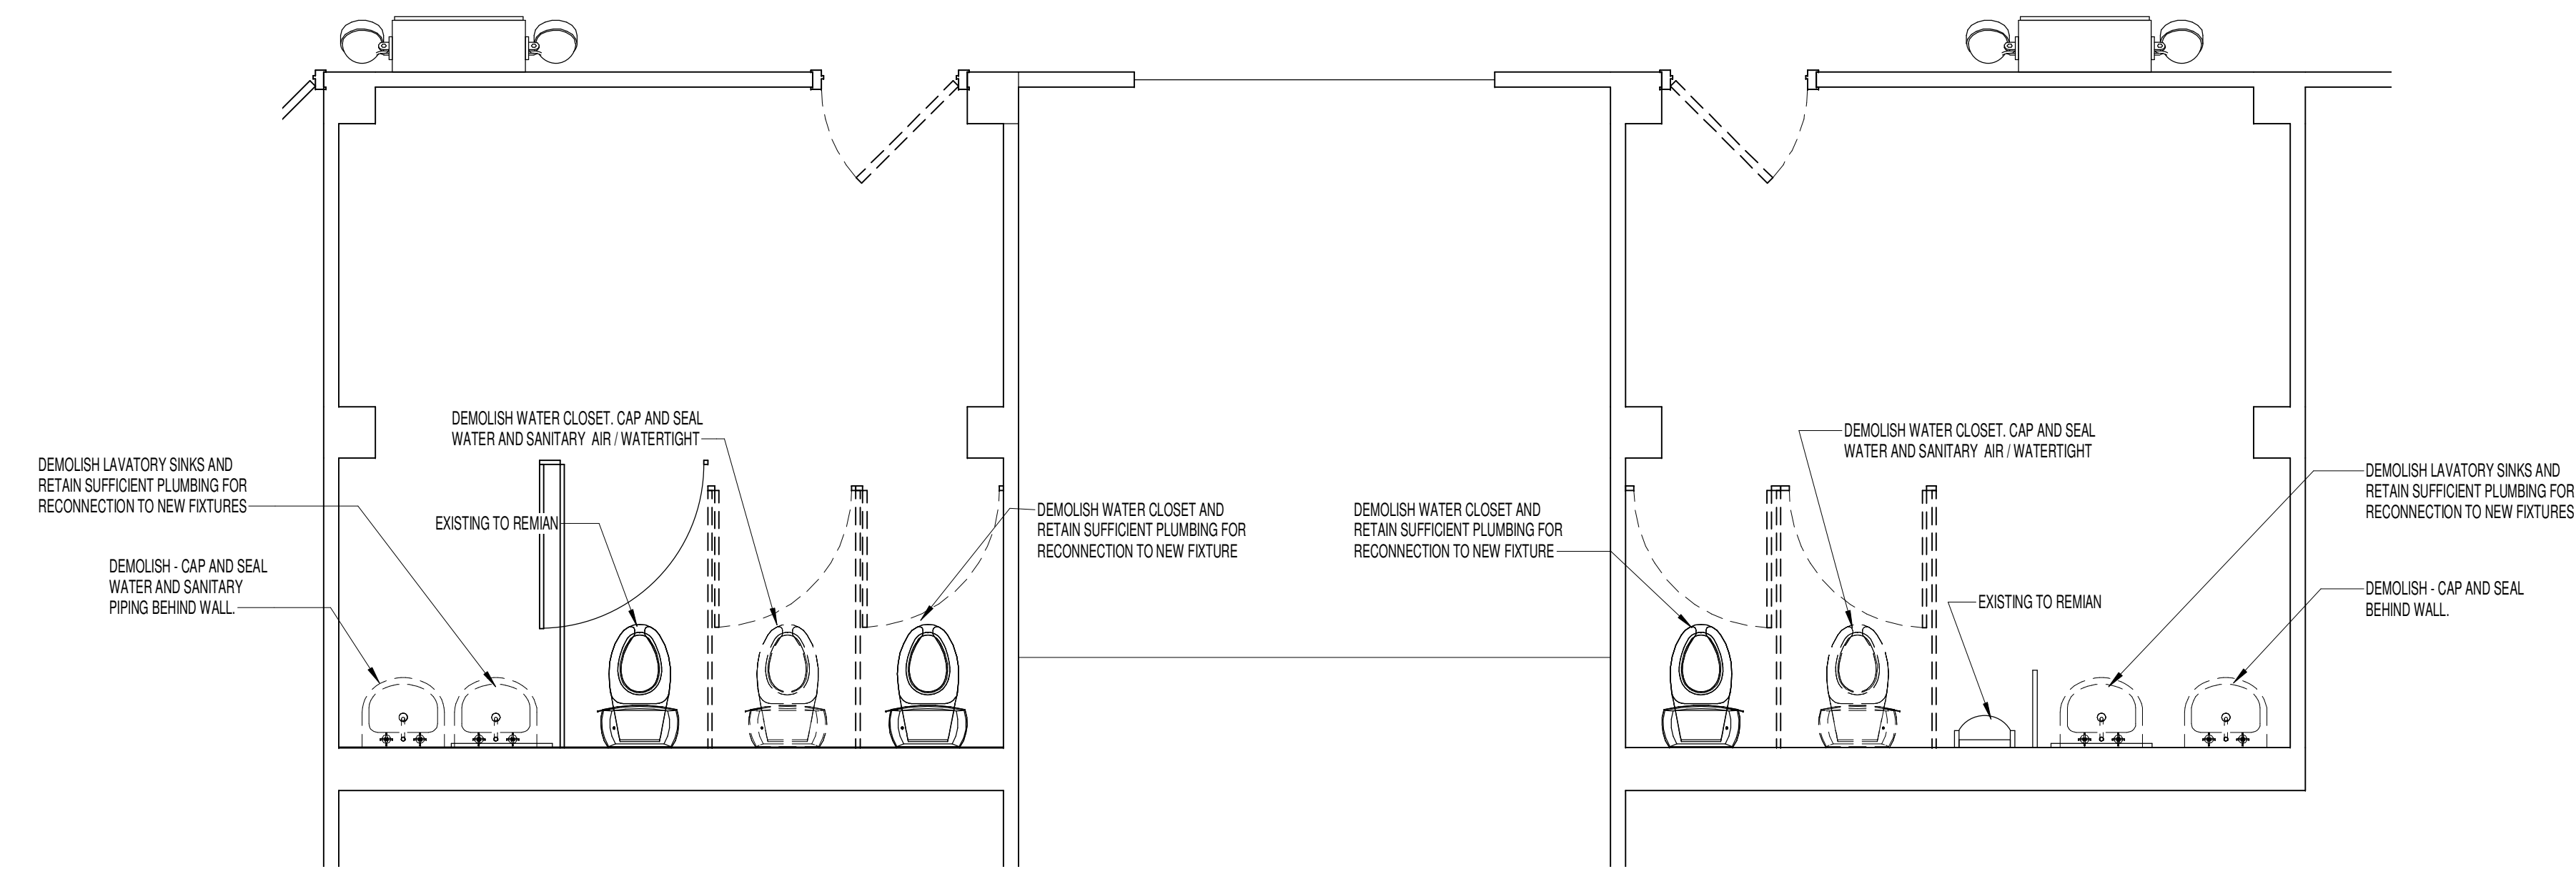 DEMOLISH LAVATORY SINKS AND
RETAIN SUFFICIENT PLUMBING FOR
RECONNECTION TO NEW FIXTURES
DEMOLISH - CAP AND SEAL
WATER AND SANITARY
PIPING BEHIND WALL.
DEMOLISH WATER CLOSET. CAP AND SEAL
WATER AND SANITARY AIR / WATERTIGHT
EXISTING TO REMIAN
DEMOLISH WATER CLOSET AND
RETAIN SUFFICIENT PLUMBING FOR
RECONNECTION TO NEW FIXTURE
DEMOLISH WATER CLOSET AND
RETAIN SUFFICIENT PLUMBING FOR
RECONNECTION TO NEW FIXTURE
DEMOLISH WATER CLOSET. CAP AND SEAL
WATER AND SANITARY AIR / WATERTIGHT
EXISTING TO REMIAN
DEMOLISH LAVATORY SINKS AND
RETAIN SUFFICIENT PLUMBING FOR
RECONNECTION TO NEW FIXTURES
DEMOLISH - CAP AND SEAL
BEHIND WALL.